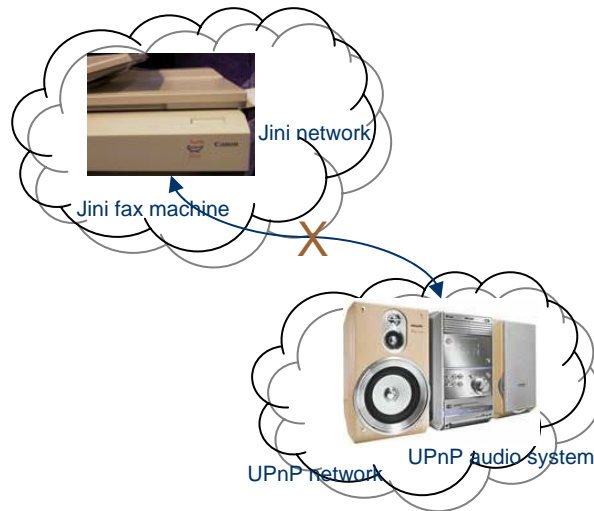 Jini network
Canon
Jini fax machine
X
UPnP network
UPnP audio system